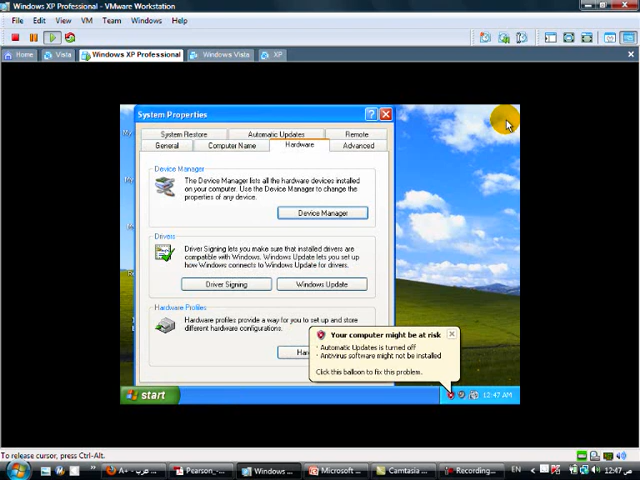 Windows XP Professional - VMware Workstation
File Edit View VM Team Windows Help
Home Vista Windows XP Professional Windows Vista XP
System Properties
System Restore Automatic Updates Remote
General Computer Name Hardware Advanced
Device Manager
The Device Manager lists all the hardware devices installed
on your computer. Use the Device Manager to change the
properties of any device.
Device Manager
Drivers
Driver Signing lets you make sure that installed drivers are
compatible with Windows. Windows Update lets you set up
how Windows connects to Windows Update for drivers.
Driver Signing Windows Update
Hardware Profiles
Hardware profiles provide a way for you to set up and store
different hardware configurations.
Your computer might be at risk
Automatic Updates is turned off
Antivirus software might not be installed
Click this balloon to fix this problem.
start 12:47 AM
To release cursor, press Ctrl-Alt.
A+ - عرب... Pearson_-... Windows ... Microsoft ... Camtasia ... Recording... EN 12:47 ص